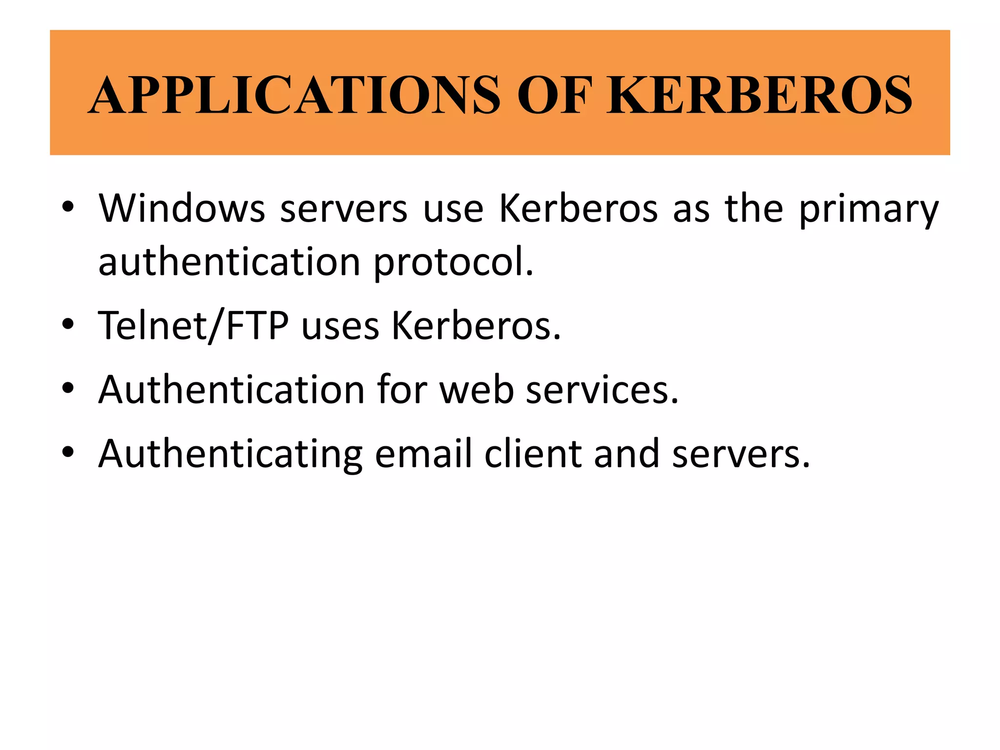 APPLICATIONS OF KERBEROS
• Windows servers use Kerberos as the primary
authentication protocol.
• Telnet/FTP uses Kerberos.
• Authentication for web services.
• Authenticating email client and servers.